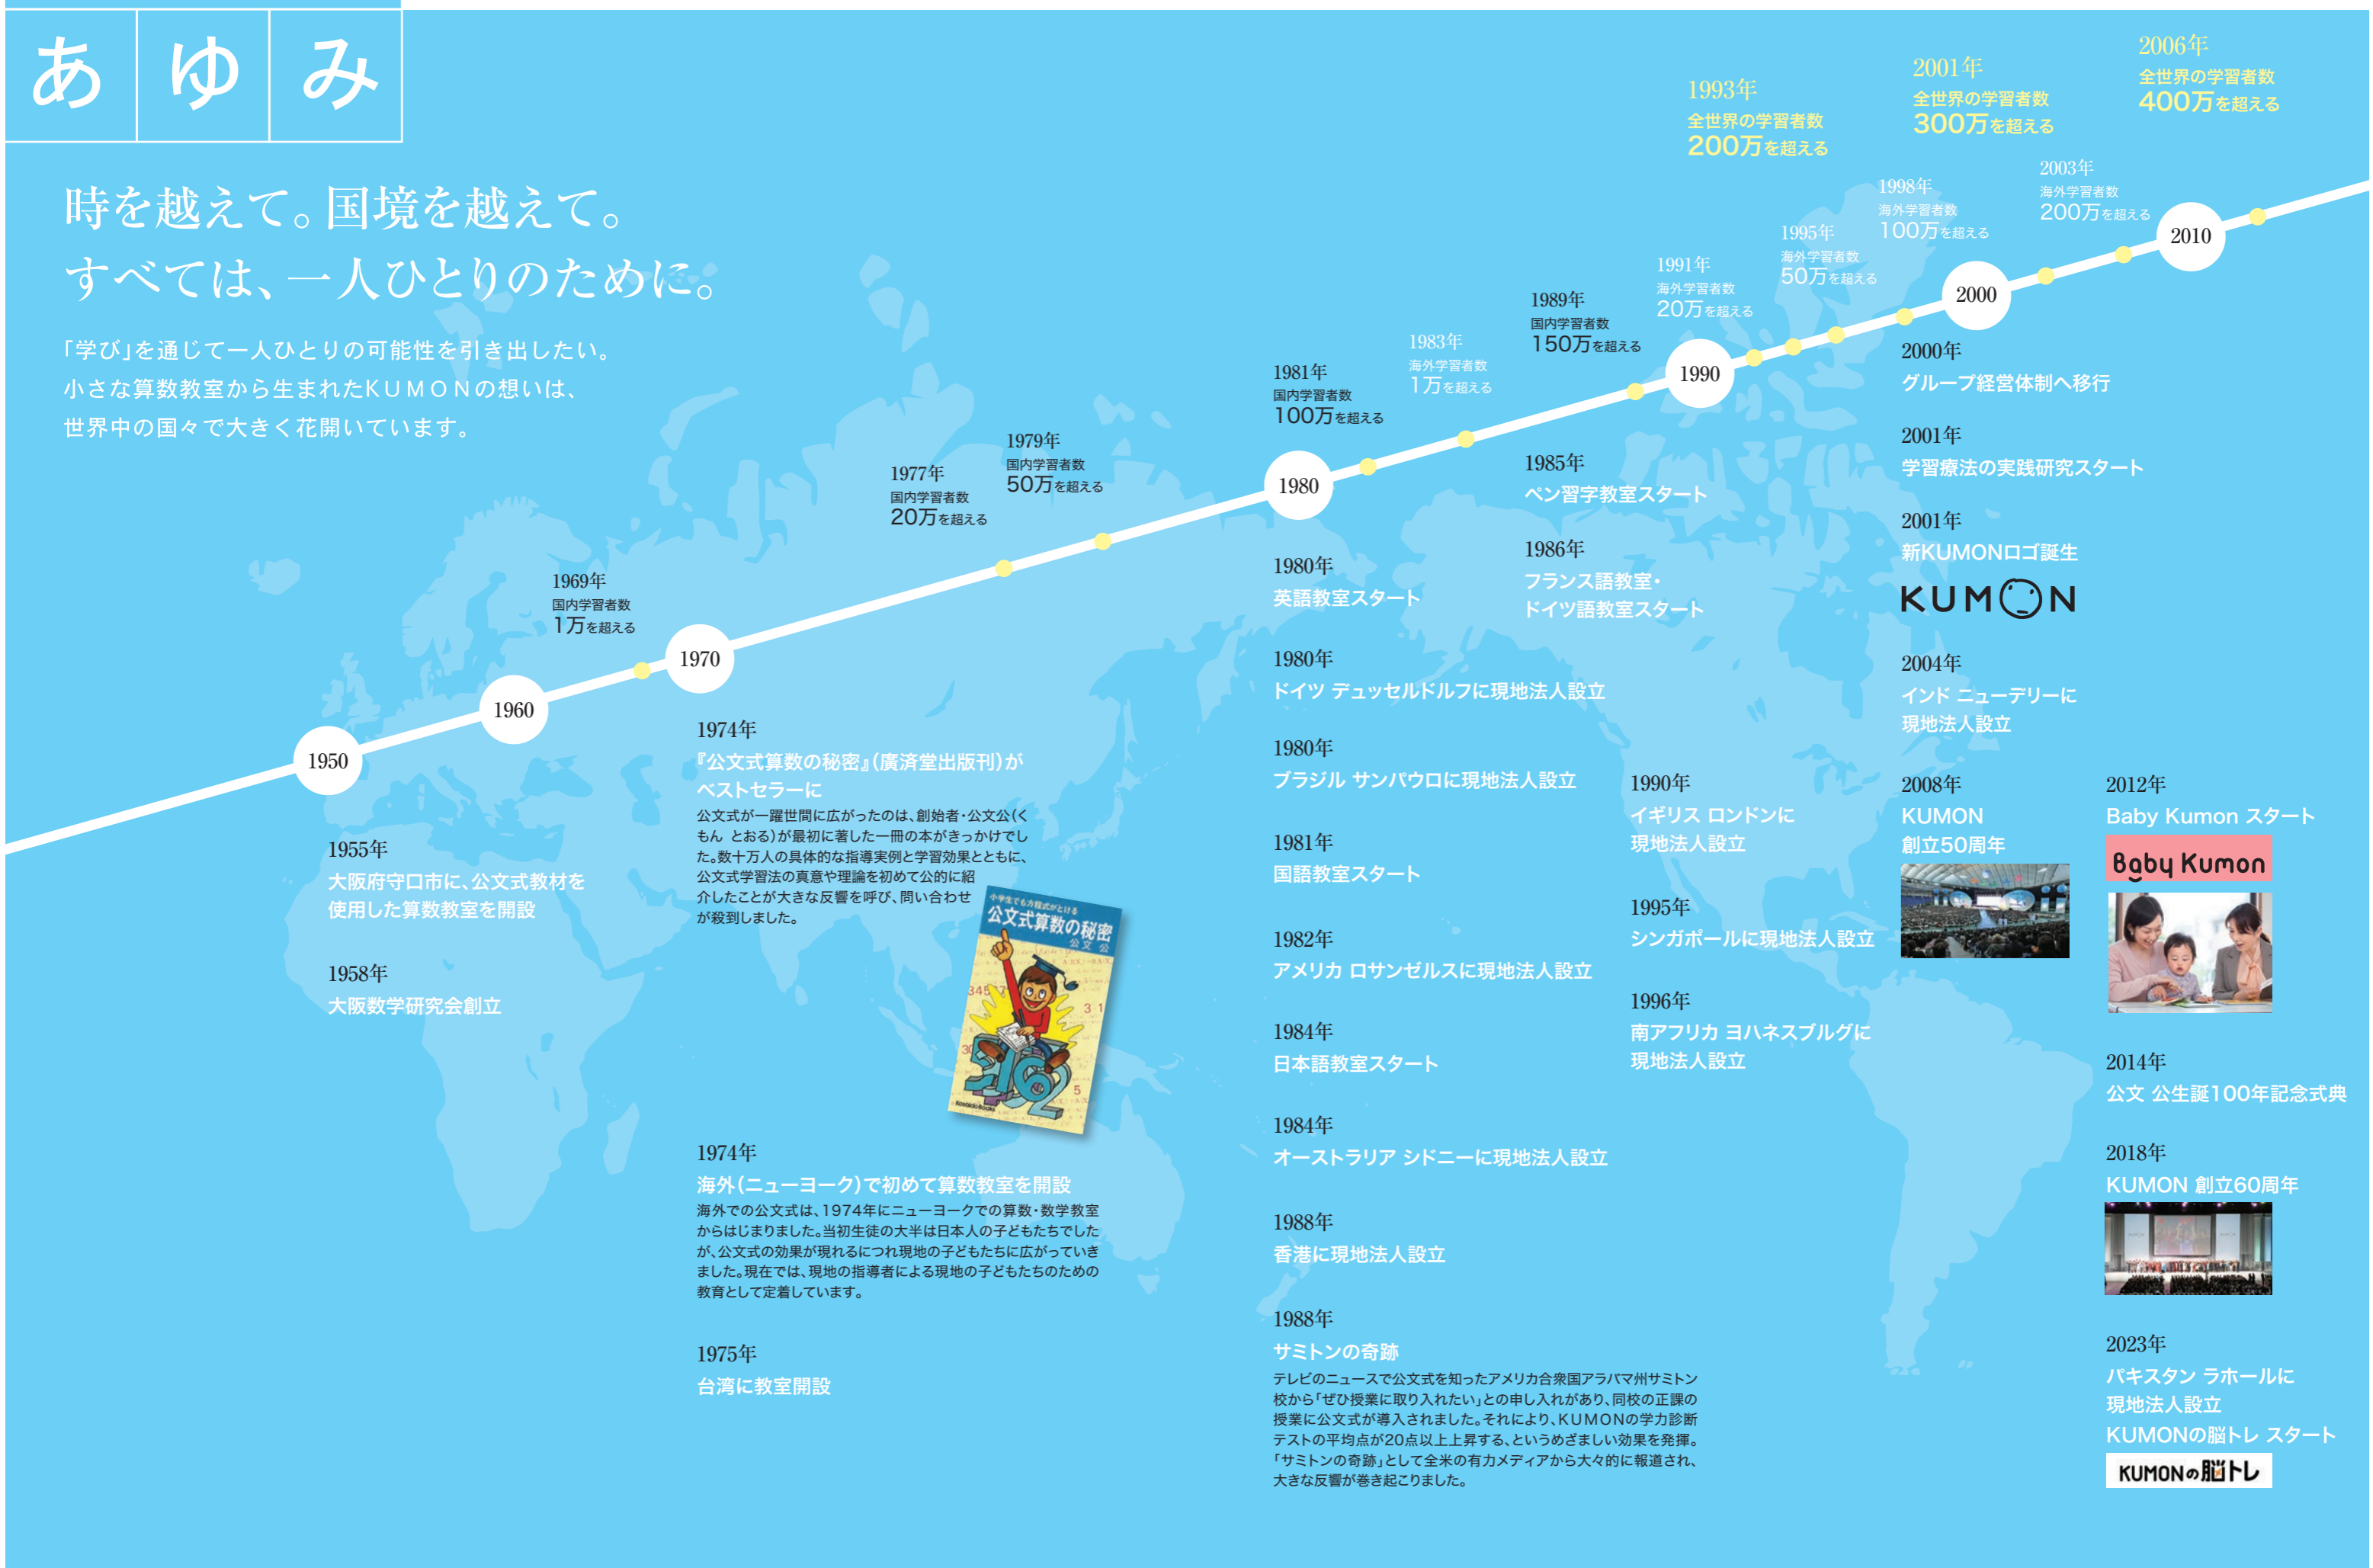 あゆみ
時を越えて。国境を越えて。
すべては、一人ひとりのために。
「学び」を通じて一人ひとりの可能性を引き出したい。
小さな算数教室から生まれたKUMONの想いは、
世界中の国々で大きく花開いています。
1993年
全世界の学習者数
200万を超える
2001年
全世界の学習者数
300万を超える
2006年
全世界の学習者数
400万を超える
1969年
国内学習者数
1万を超える
1977年
国内学習者数
20万を超える
1979年
国内学習者数
50万を超える
1981年
国内学習者数
100万を超える
1983年
海外学習者数
1万を超える
1989年
国内学習者数
150万を超える
1991年
海外学習者数
20万を超える
1995年
海外学習者数
50万を超える
1998年
海外学習者数
100万を超える
2003年
海外学習者数
200万を超える
1950
1960
1970
1980
1990
2000
2010
1955年
大阪府守口市に、公文式教材を
使用した算数教室を開設
1958年
大阪数学研究会創立
1974年
『公文式算数の秘密』(廣済堂出版刊)が
ベストセラーに
公文式が一躍世間に広がったのは、創始者・公文公(く
もん とおる)が最初に著した一冊の本がきっかけでし
た。数十万人の具体的な指導実例と学習効果とともに、
公文式学習法の真意や理論を初めて公的に紹
介したことが大きな反響を呼び、問い合わせ
が殺到しました。
小学生でも方程式がとける
公文式算数の秘密
公文 公
1974年
海外(ニューヨーク)で初めて算数教室を開設
海外での公文式は、1974年にニューヨークでの算数・数学教室
からはじまりました。当初生徒の大半は日本人の子どもたちでした
が、公文式の効果が現れるにつれ現地の子どもたちに広がっていき
ました。現在では、現地の指導者による現地の子どもたちのための
教育として定着しています。
1975年
台湾に教室開設
1980年
英語教室スタート
1980年
ドイツ デュッセルドルフに現地法人設立
1980年
ブラジル サンパウロに現地法人設立
1981年
国語教室スタート
1982年
アメリカ ロサンゼルスに現地法人設立
1984年
日本語教室スタート
1984年
オーストラリア シドニーに現地法人設立
1988年
香港に現地法人設立
1988年
サミトンの奇跡
テレビのニュースで公文式を知ったアメリカ合衆国アラバマ州サミトン
校から「ぜひ授業に取り入れたい」との申し入れがあり、同校の正課の
授業に公文式が導入されました。それにより、KUMONの学力診断
テストの平均点が20点以上上昇する、というめざましい効果を発揮。
「サミトンの奇跡」として全米の有力メディアから大々的に報道され、
大きな反響が巻き起こりました。
1985年
ペン習字教室スタート
1986年
フランス語教室・
ドイツ語教室スタート
1990年
イギリス ロンドンに
現地法人設立
1995年
シンガポールに現地法人設立
1996年
南アフリカ ヨハネスブルグに
現地法人設立
2000年
グループ経営体制へ移行
2001年
学習療法の実践研究スタート
2001年
新KUMONロゴ誕生
KUMON
2004年
インド ニューデリーに
現地法人設立
2008年
KUMON
創立50周年
2012年
Baby Kumon スタート
Baby Kumon
2014年
公文 公生誕100年記念式典
2018年
KUMON 創立60周年
2023年
パキスタン ラホールに
現地法人設立
KUMONの脳トレ スタート
KUMONの脳トレ